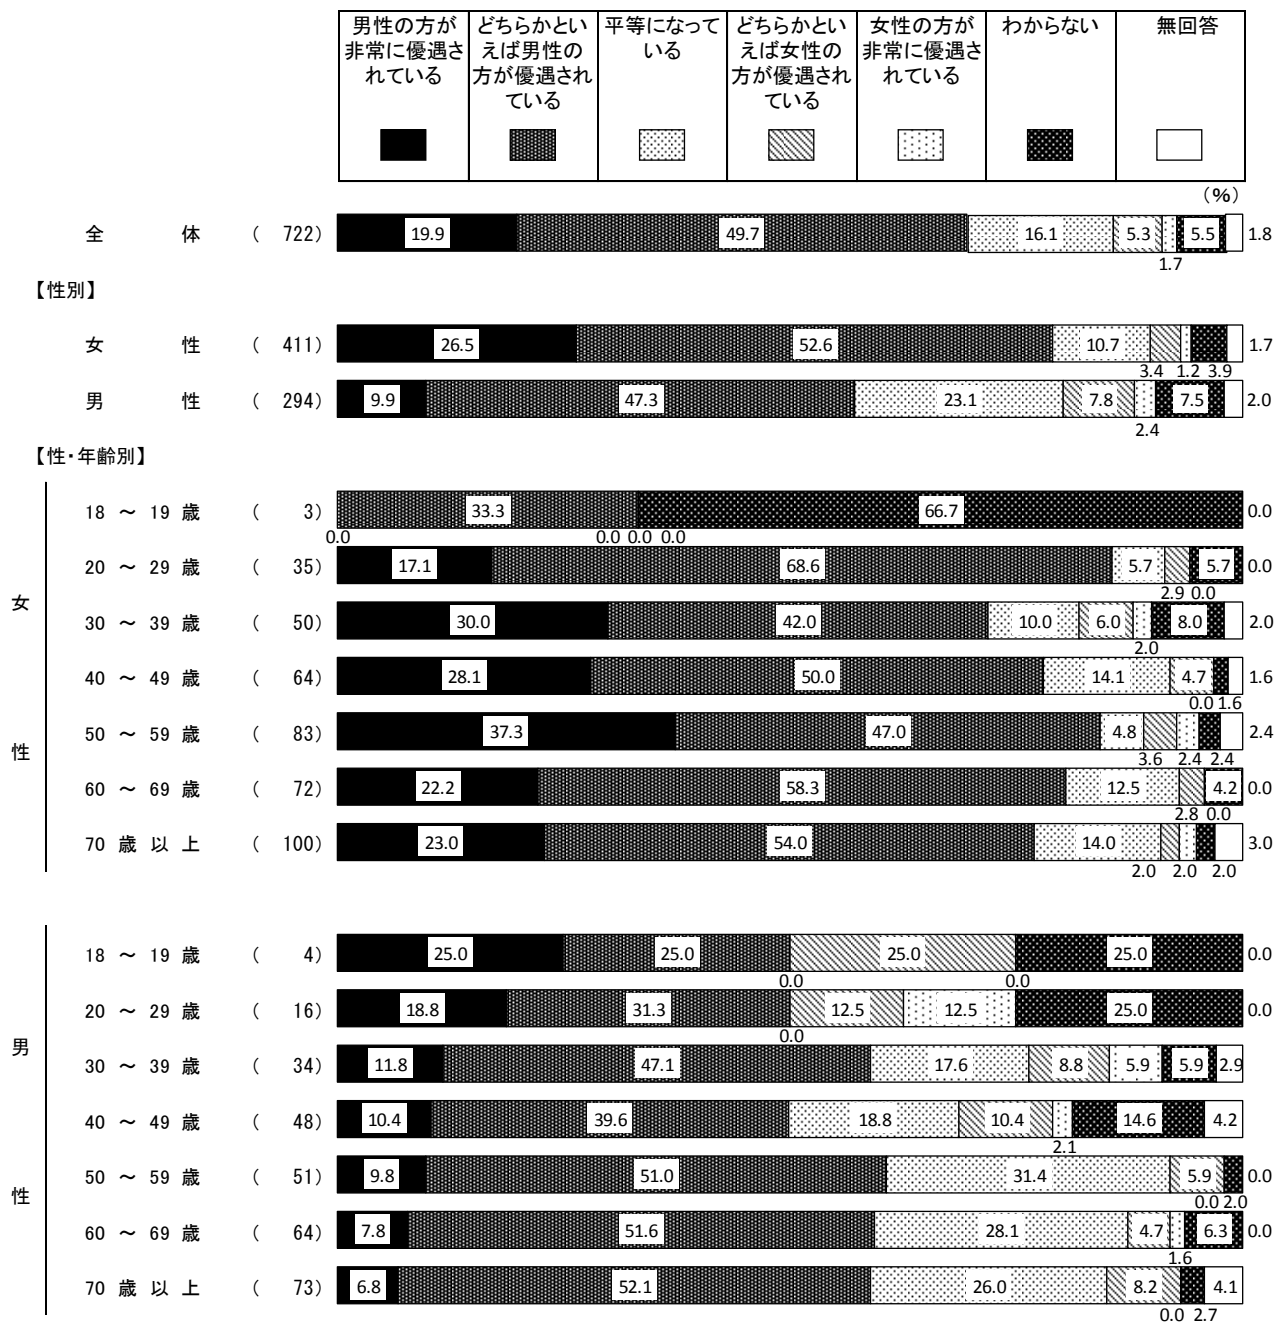 男性の方が
非常に優遇さ
れている
どちらかとい
えば男性の
方が優遇され
ている
平等になって
いる
どちらかとい
えば女性の
方が優遇され
ている
女性の方が
非常に優遇さ
れている
わからない
無回答
(%)
全 体 ( 722) 19.9 49.7 16.1 5.3 5.5 1.8
1.7
【性別】
女 性 ( 411) 26.5 52.6 10.7 1.7
3.4 1.2 3.9
男 性 ( 294) 9.9 47.3 23.1 7.8 7.5 2.0
2.4
【性・年齢別】
女
性
18 ～ 19 歳 ( 3) 33.3 66.7 0.0
0.0 0.0 0.0 0.0
20 ～ 29 歳 ( 35) 17.1 68.6 5.7 5.7 0.0
2.9 0.0
30 ～ 39 歳 ( 50) 30.0 42.0 10.0 6.0 8.0 2.0
2.0
40 ～ 49 歳 ( 64) 28.1 50.0 14.1 4.7 1.6
0.0 1.6
50 ～ 59 歳 ( 83) 37.3 47.0 4.8 2.4
3.6 2.4 2.4
60 ～ 69 歳 ( 72) 22.2 58.3 12.5 4.2 0.0
2.8 0.0
70 歳 以 上 ( 100) 23.0 54.0 14.0 3.0
2.0 2.0 2.0
男
性
18 ～ 19 歳 ( 4) 25.0 25.0 25.0 25.0 0.0
0.0 0.0
20 ～ 29 歳 ( 16) 18.8 31.3 12.5 12.5 25.0 0.0
0.0
30 ～ 39 歳 ( 34) 11.8 47.1 17.6 8.8 5.9 5.9 2.9
40 ～ 49 歳 ( 48) 10.4 39.6 18.8 10.4 14.6 4.2
2.1
50 ～ 59 歳 ( 51) 9.8 51.0 31.4 5.9 0.0
0.0 2.0
60 ～ 69 歳 ( 64) 7.8 51.6 28.1 4.7 6.3 0.0
1.6
70 歳 以 上 ( 73) 6.8 52.1 26.0 8.2 4.1
0.0 2.7